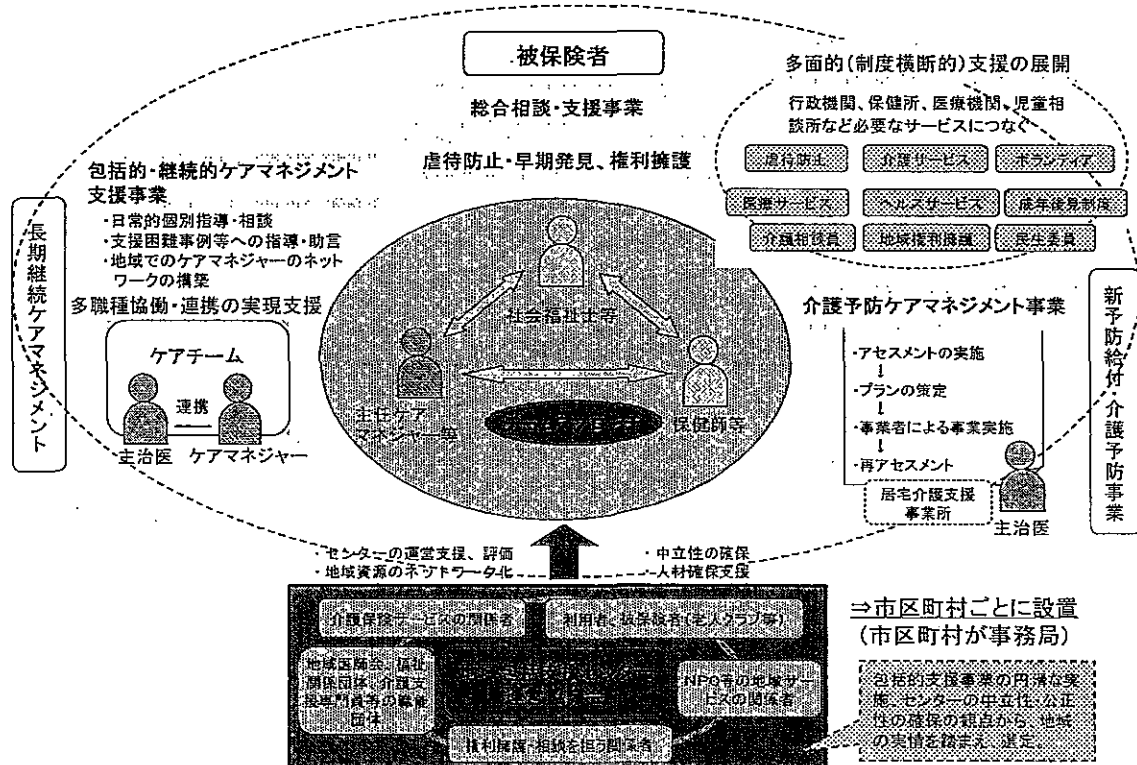 被保険者
総合相談・支援事業
虐待防止・早期発見、権利擁護
多面的(制度横断的)支援の展開
行政機関、保健所、医療機関、児童相
談所など必要なサービスにつなぐ
虐待防止
介護サービス
ボランティア
医療サービス
ヘルスサービス
成年後見制度
介護相談員
地域権利擁護
民生委員
包括的・継続的ケアマネジメント
支援事業
・日常的個別指導・相談
・支援困難事例等への指導・助言
・地域でのケアマネジャーのネット
ワークの構築
多職種協働・連携の実現支援
ケアチーム
連携
主治医
ケアマネジャー
長期継続ケアマネジメント
社会福祉士等
主任ケア
マネジャー等
保健師等
介護予防ケアマネジメント事業
・アセスメントの実施
↓
・プランの策定
↓
・事業者による事業実施
↓
・再アセスメント
居宅介護支援
事業所
主治医
新予防給付・介護予防事業
・センターの運営支援、評価
・地域資源のネットワーク化
・中立性の確保
・人材確保支援
介護保険サービスの関係者
利用者、被保険者(老人クラブ等)
地域医師会、福祉
関係団体、介護支
援専門員等の職能
団体
NPO等の地域サー
ビスの関係者
権利擁護・相談を担う関係者
⇒市区町村ごとに設置
(市区町村が事務局)
包括的支援事業の円滑な実
施、センターの中立性・公正
性の確保の観点から、地域
の実情を踏まえ、選定。